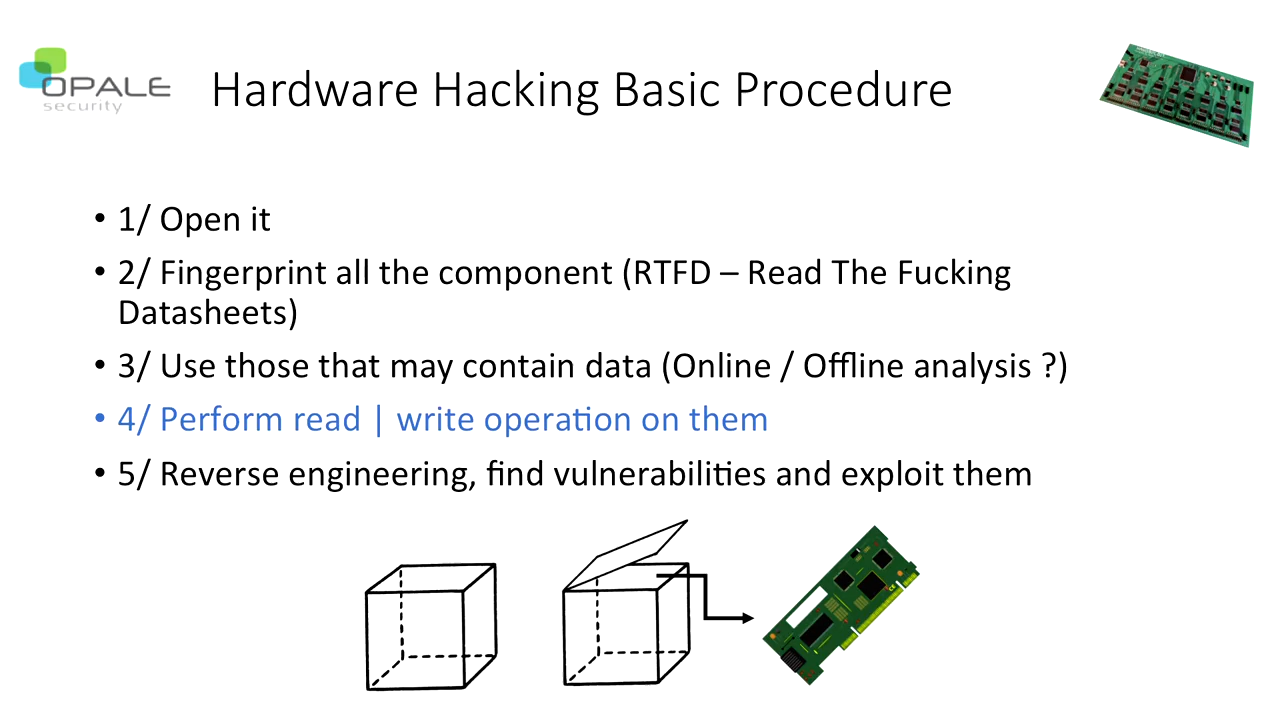 OPALE
security
Hardware Hacking Basic Procedure
• 1/ Open it
• 2/ Fingerprint all the component (RTFD – Read The Fucking
Datasheets)
• 3/ Use those that may contain data (Online / Offline analysis ?)
• 4/ Perform read | write operation on them
• 5/ Reverse engineering, find vulnerabilities and exploit them